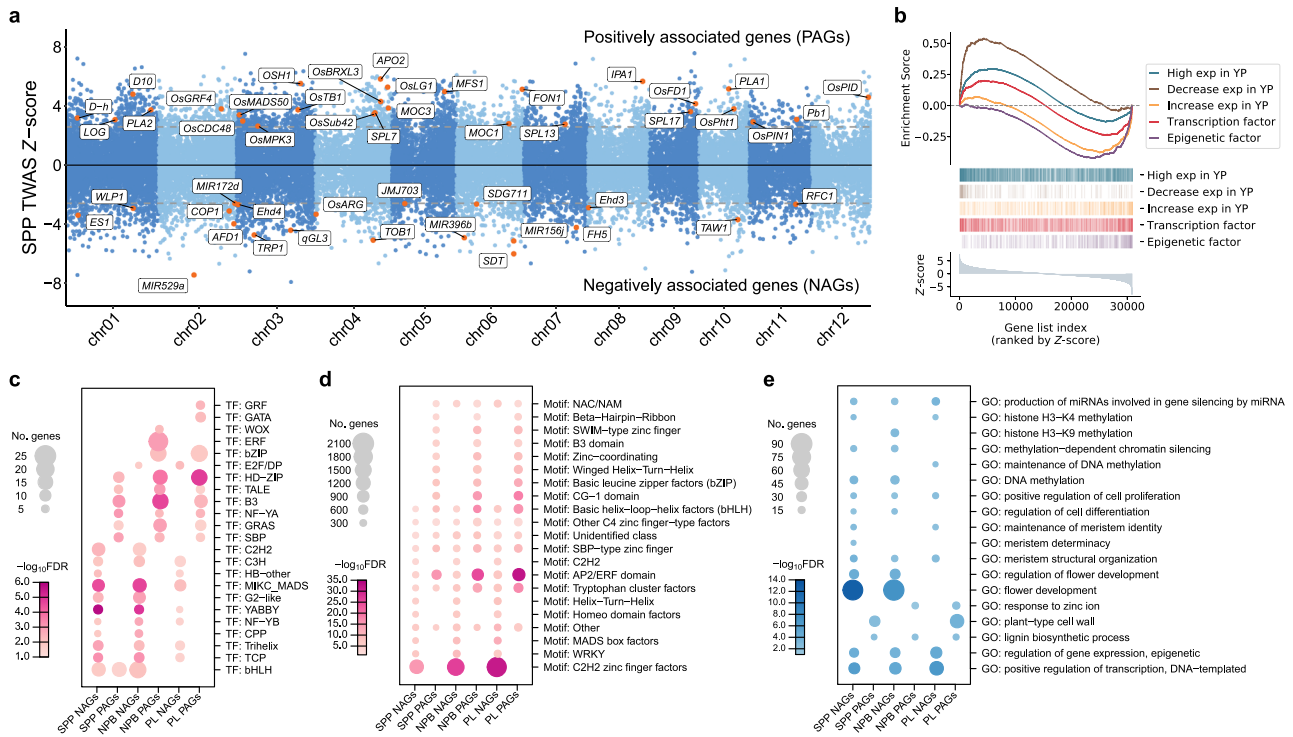 a
SPP TWAS Z-score
8
4
0
−4
−8
Positively associated genes (PAGs)
Negatively associated genes (NAGs)
D−h
LOG
D10
PLA2
OsGRF4
OsCDC48
OsMADS50
OsMPK3
OSH1
OsTB1
OsBRXL3
OsSub42
APO2
SPL7
OsLG1
MOC3
MFS1
MOC1
FON1
SPL13
IPA1
OsFD1
SPL17
PLA1
OsPht1
OsPIN1
Pb1
OsPID
ES1
WLP1
MIR529a
MIR172d
COP1
AFD1
Ehd4
TRP1
qGL3
OsARG
JMJ703
TOB1
MIR396b
SDG711
SDT
MIR156j
Ehd3
FH5
TAW1
RFC1
chr01
chr02
chr03
chr04
chr05
chr06
chr07
chr08
chr09
chr10
chr11
chr12
b
Enrichment Sorce
0.50
0.25
0.00
−0.25
High exp in YP
Decrease exp in YP
Increase exp in YP
Transcription factor
Epigenetic factor
High exp in YP
Decrease exp in YP
Increase exp in YP
Transcription factor
Epigenetic factor
Z-score
5
0
−5
0
10000
20000
30000
Gene list index
(ranked by Z-score)
c
No. genes
25
20
15
10
5
−log10FDR
6.0
5.0
4.0
3.0
2.0
1.0
TF: GRF
TF: GATA
TF: WOX
TF: ERF
TF: bZIP
TF: E2F/DP
TF: HD-ZIP
TF: TALE
TF: B3
TF: NF-YA
TF: GRAS
TF: SBP
TF: C2H2
TF: C3H
TF: HB-other
TF: MIKC_MADS
TF: G2-like
TF: YABBY
TF: NF-YB
TF: CPP
TF: Trihelix
TF: TCP
TF: bHLH
SPP NAGs
SPP PAGs
NPB NAGs
NPB PAGs
PL NAGs
PL PAGs
d
No. genes
2100
1800
1500
1200
900
600
300
−log10FDR
35.0
30.0
25.0
20.0
15.0
10.0
5.0
Motif: NAC/NAM
Motif: Beta-Hairpin-Ribbon
Motif: SWIM-type zinc finger
Motif: B3 domain
Motif: Zinc-coordinating
Motif: Winged Helix-Turn-Helix
Motif: Basic leucine zipper factors (bZIP)
Motif: CG-1 domain
Motif: Basic helix-loop-helix factors (bHLH)
Motif: Other C4 zinc finger-type factors
Motif: Unidentified class
Motif: SBP-type zinc finger
Motif: C2H2
Motif: AP2/ERF domain
Motif: Tryptophan cluster factors
Motif: Helix-Turn-Helix
Motif: Homeo domain factors
Motif: Other
Motif: MADS box factors
Motif: WRKY
Motif: C2H2 zinc finger factors
SPP NAGs
SPP PAGs
NPB NAGs
NPB PAGs
PL NAGs
PL PAGs
e
No. genes
90
75
60
45
30
15
−log10FDR
14.0
12.0
10.0
8.0
6.0
4.0
2.0
GO: production of miRNAs involved in gene silencing by miRNA
GO: histone H3−K4 methylation
GO: histone H3−K9 methylation
GO: methylation-dependent chromatin silencing
GO: maintenance of DNA methylation
GO: DNA methylation
GO: positive regulation of cell proliferation
GO: regulation of cell differentiation
GO: maintenance of meristem identity
GO: meristem determinacy
GO: meristem structural organization
GO: regulation of flower development
GO: flower development
GO: response to zinc ion
GO: plant-type cell wall
GO: lignin biosynthetic process
GO: regulation of gene expression, epigenetic
GO: positive regulation of transcription, DNA-templated
SPP NAGs
SPP PAGs
NPB NAGs
NPB PAGs
PL NAGs
PL PAGs